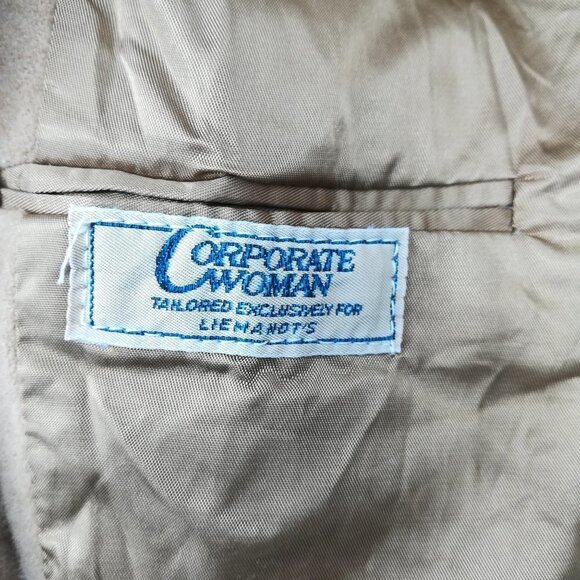 CORPORATE
WOMAN
TAILORED EXCLUSIVELY FOR
LIEMANDT'S